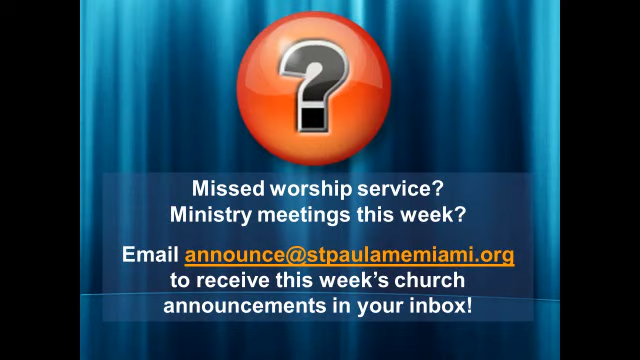 Missed worship service?
Ministry meetings this week?
Email announce@stpaulamemiami.org
to receive this week’s church
announcements in your inbox!